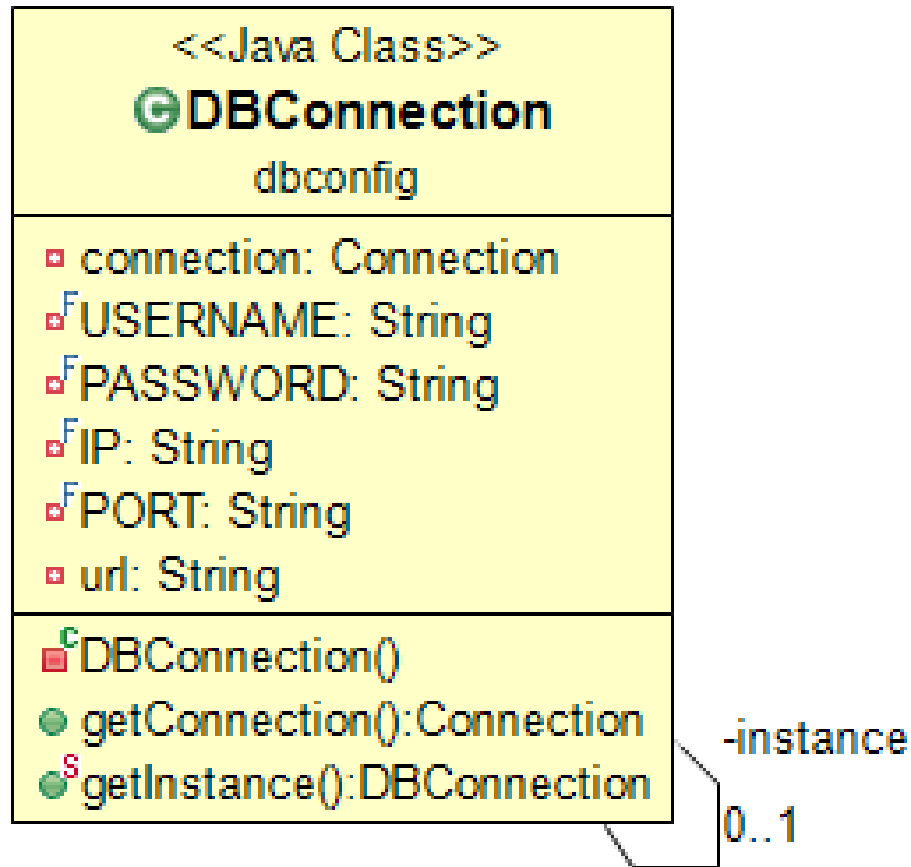 <<Java Class>>
C DBConnection
dbconfig
connection: Connection
F USERNAME: String
F PASSWORD: String
F IP: String
F PORT: String
url: String
C DBConnection()
getConnection():Connection
S getInstance():DBConnection
-instance
0..1